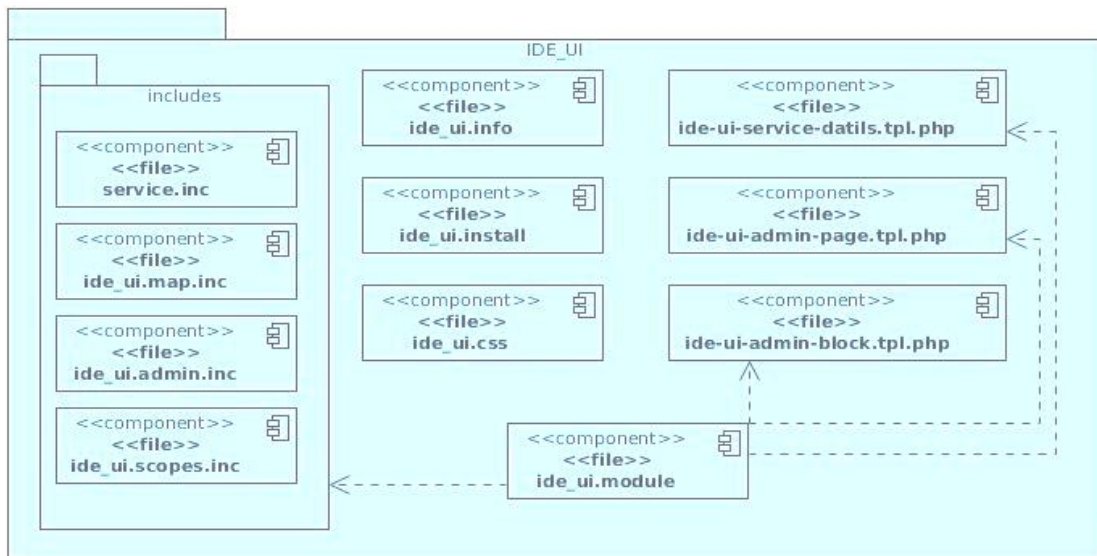 IDE_UI
includes
<<component>>
<<file>>
service.inc
<<component>>
<<file>>
ide_ui.map.inc
<<component>>
<<file>>
ide_ui.admin.inc
<<component>>
<<file>>
ide_ui.scopes.inc
<<component>>
<<file>>
ide_ui.info
<<component>>
<<file>>
ide_ui.install
<<component>>
<<file>>
ide_ui.css
<<component>>
<<file>>
ide-ui-service-datils.tpl.php
<<component>>
<<file>>
ide-ui-admin-page.tpl.php
<<component>>
<<file>>
ide-ui-admin-block.tpl.php
<<component>>
<<file>>
ide_ui.module